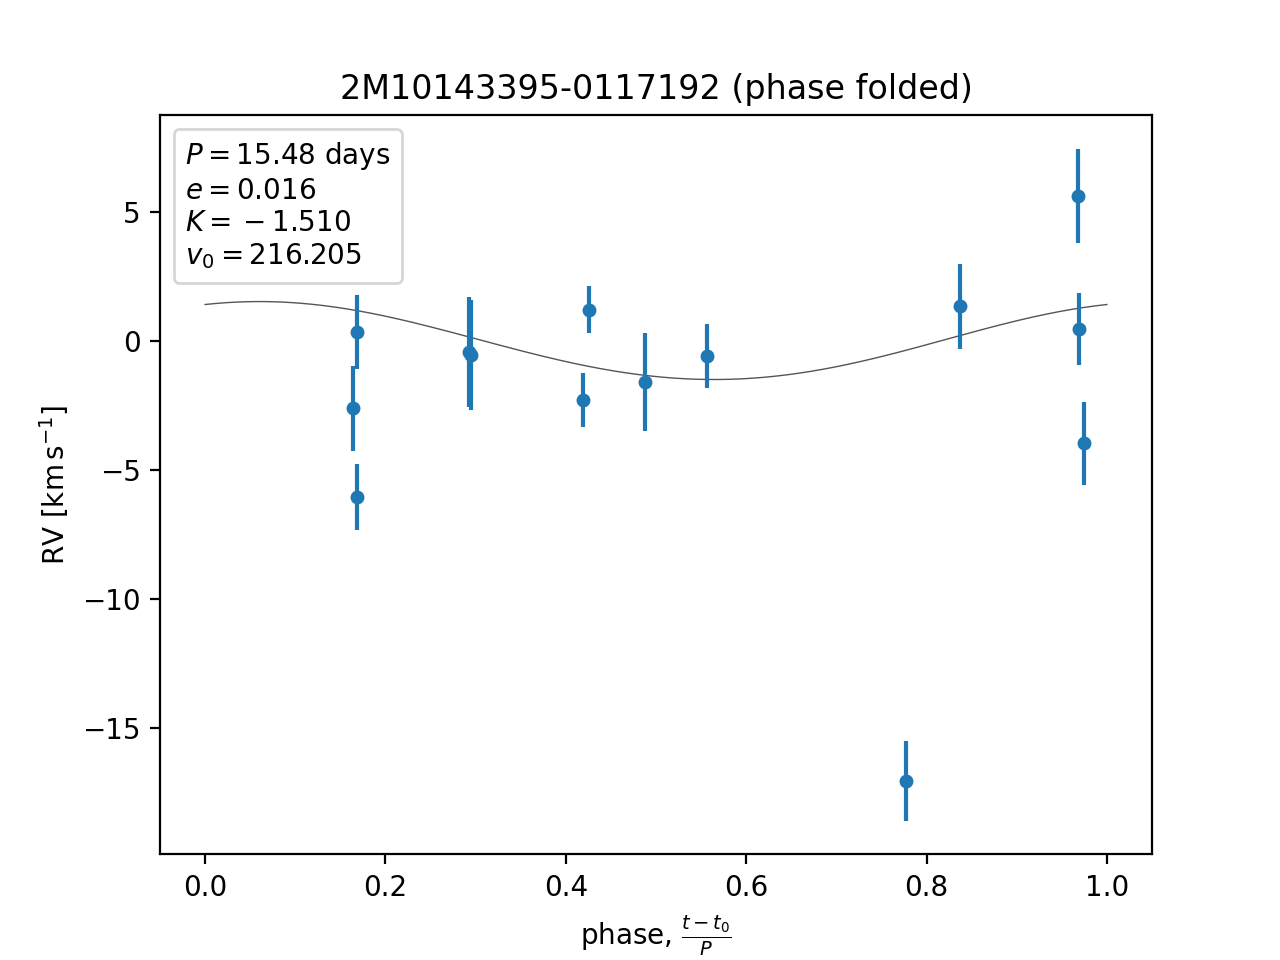 2M10143395-0117192 (phase folded)
P = 15.48 days
e = 0.016
K = −1.510
v₀ = 216.205
5
0
−5
−10
−15
RV [km s⁻¹]
0.0 0.2 0.4 0.6 0.8 1.0
phase, (t − t₀)/P